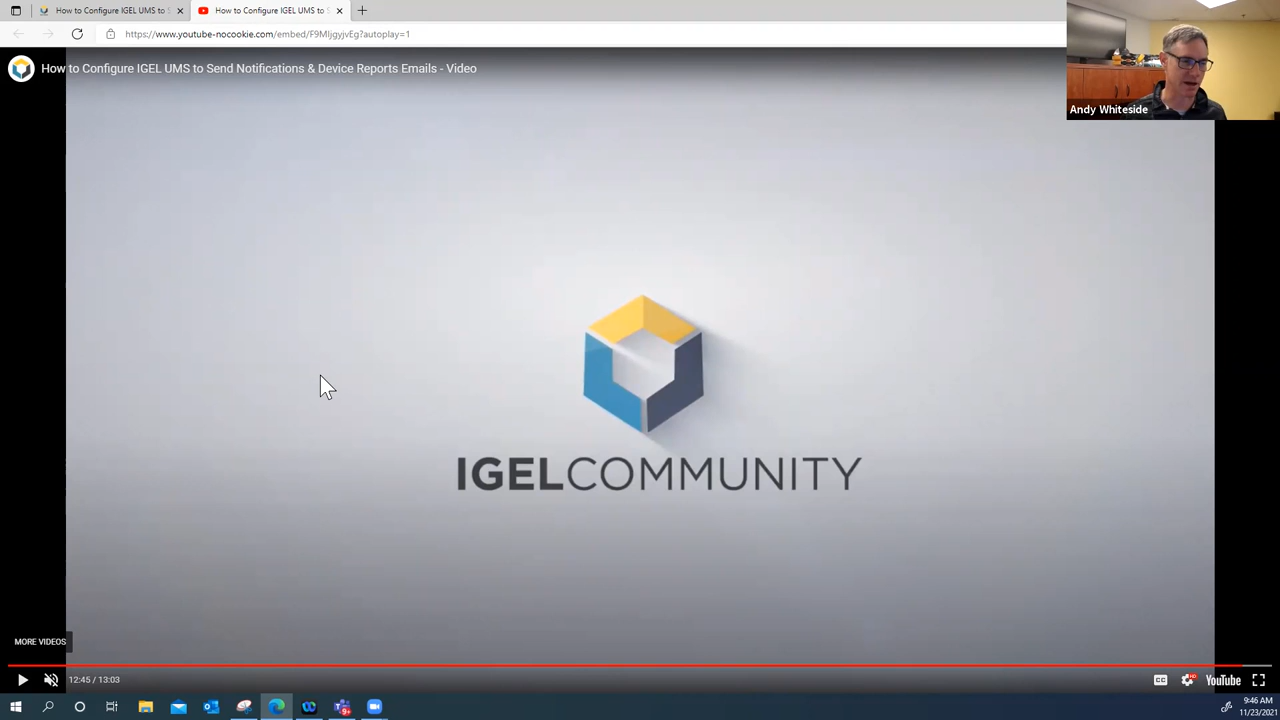 How to Configure IGEL UMS to S
How to Configure IGEL UMS to S
https://www.youtube-nocookie.com/embed/F9MljgyjvEg?autoplay=1
How to Configure IGEL UMS to Send Notifications & Device Reports Emails - Video
Andy Whiteside
IGELCOMMUNITY
MORE VIDEOS
12:45 / 13:03
CC
HD
YouTube
9:46 AM
11/23/2021